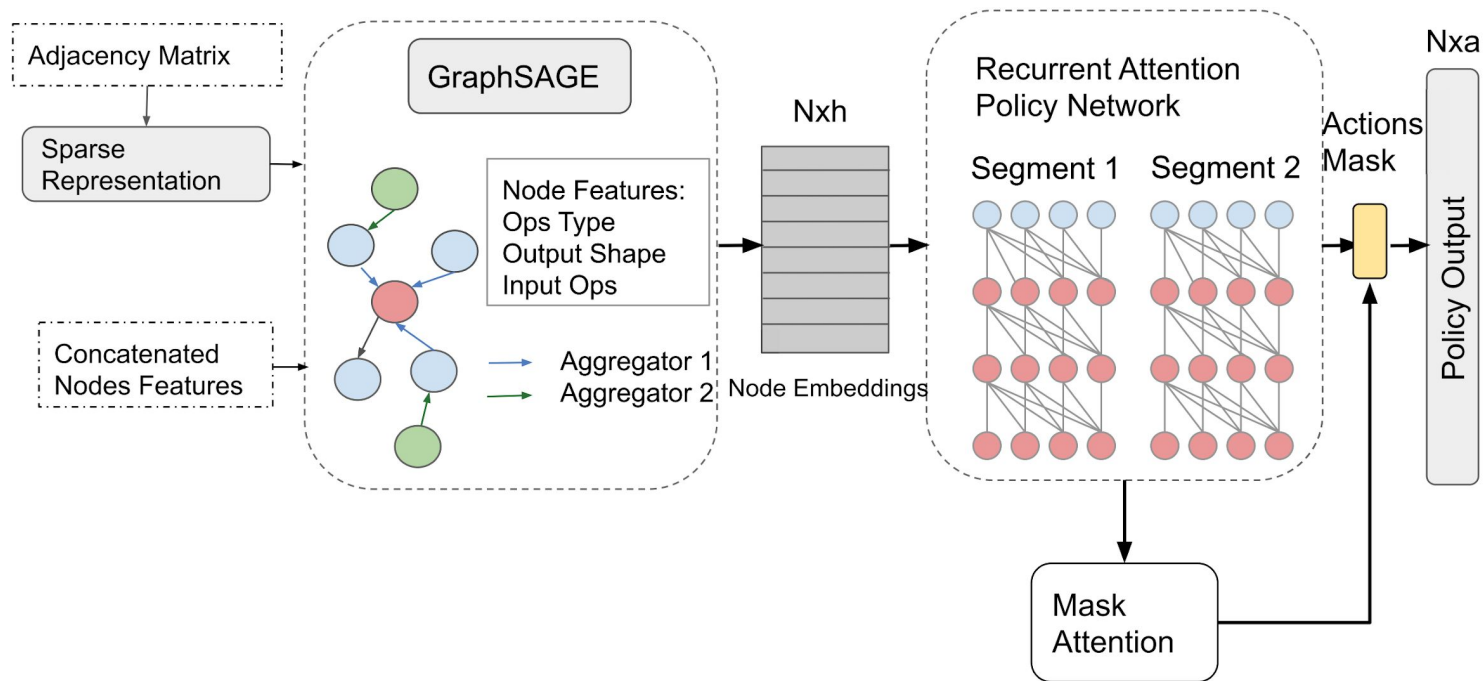 Adjacency Matrix
Sparse
Representation
Concatenated
Nodes Features
GraphSAGE
Node Features:
Ops Type
Output Shape
Input Ops
Aggregator 1
Aggregator 2
Nxh
Node Embeddings
Recurrent Attention
Policy Network
Segment 1
Segment 2
Mask
Attention
Actions
Mask
Nxa
Policy Output